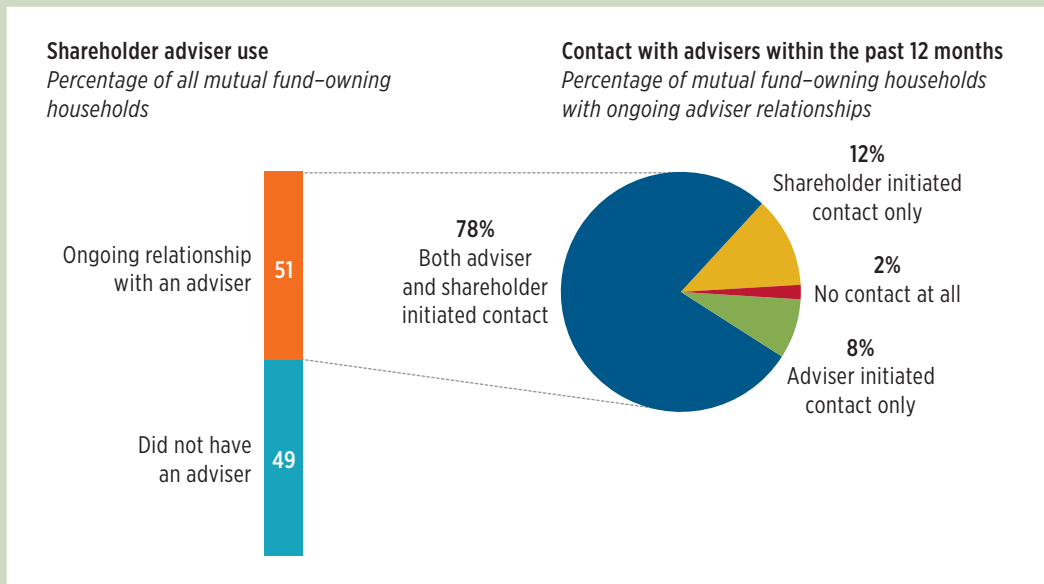 Shareholder adviser use
Percentage of all mutual fund–owning
households
Ongoing relationship
with an adviser
51
Did not have
an adviser
49
Contact with advisers within the past 12 months
Percentage of mutual fund–owning households
with ongoing adviser relationships
78%
Both adviser
and shareholder
initiated contact
12%
Shareholder initiated
contact only
2%
No contact at all
8%
Adviser initiated
contact only